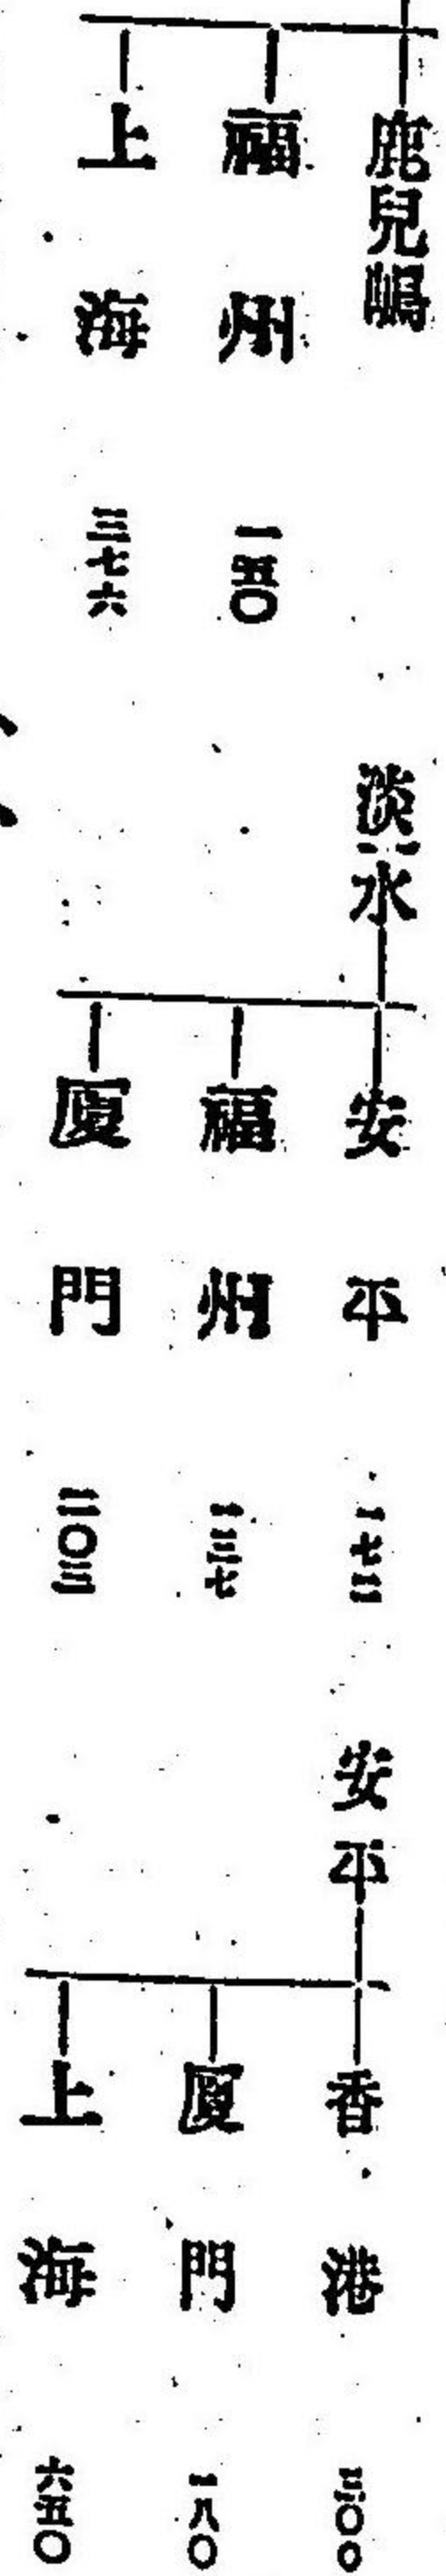 鹿兒嶋
福州 一五〇
上海 三七六
淡水
安平 一七二
福州 一三七
厦門 二〇三
安平
香港 三〇〇
厦門 一八〇
上海 六五〇